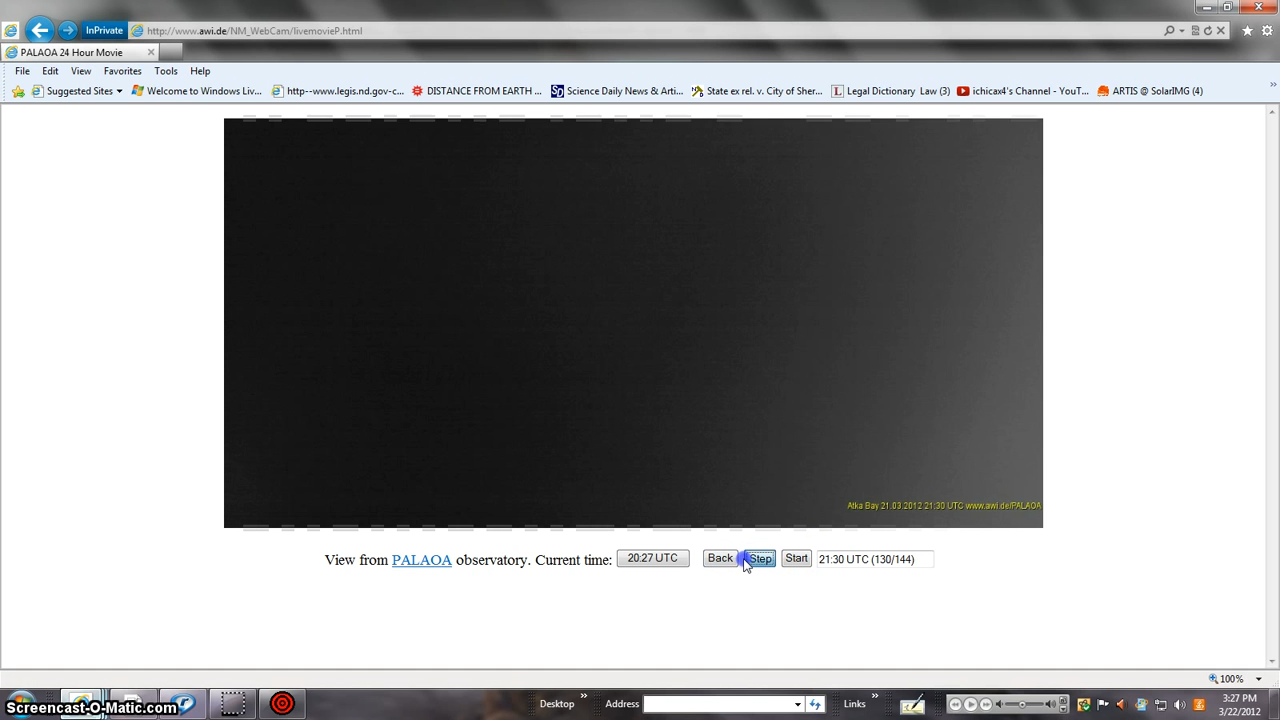 InPrivate
http://www.awi.de/NM_WebCam/livemovieP.html
PALAOA 24 Hour Movie
File Edit View Favorites Tools Help
Suggested Sites
Welcome to Windows Liv...
http--www.legis.nd.gov-c...
DISTANCE FROM EARTH ...
Science Daily News & Arti...
State ex rel. v. City of Sher...
Legal Dictionary Law (3)
ichicax4's Channel - YouT...
ARTIS @ SolarIMG (4)
Atka Bay 21.03.2012 21:30 UTC www.awi.de/PALAOA
View from PALAOA observatory. Current time: 20:27 UTC Back Step Start 21:30 UTC (130/144)
100%
Desktop » Address Links »
3:27 PM
3/22/2012
Screencast-O-Matic.com